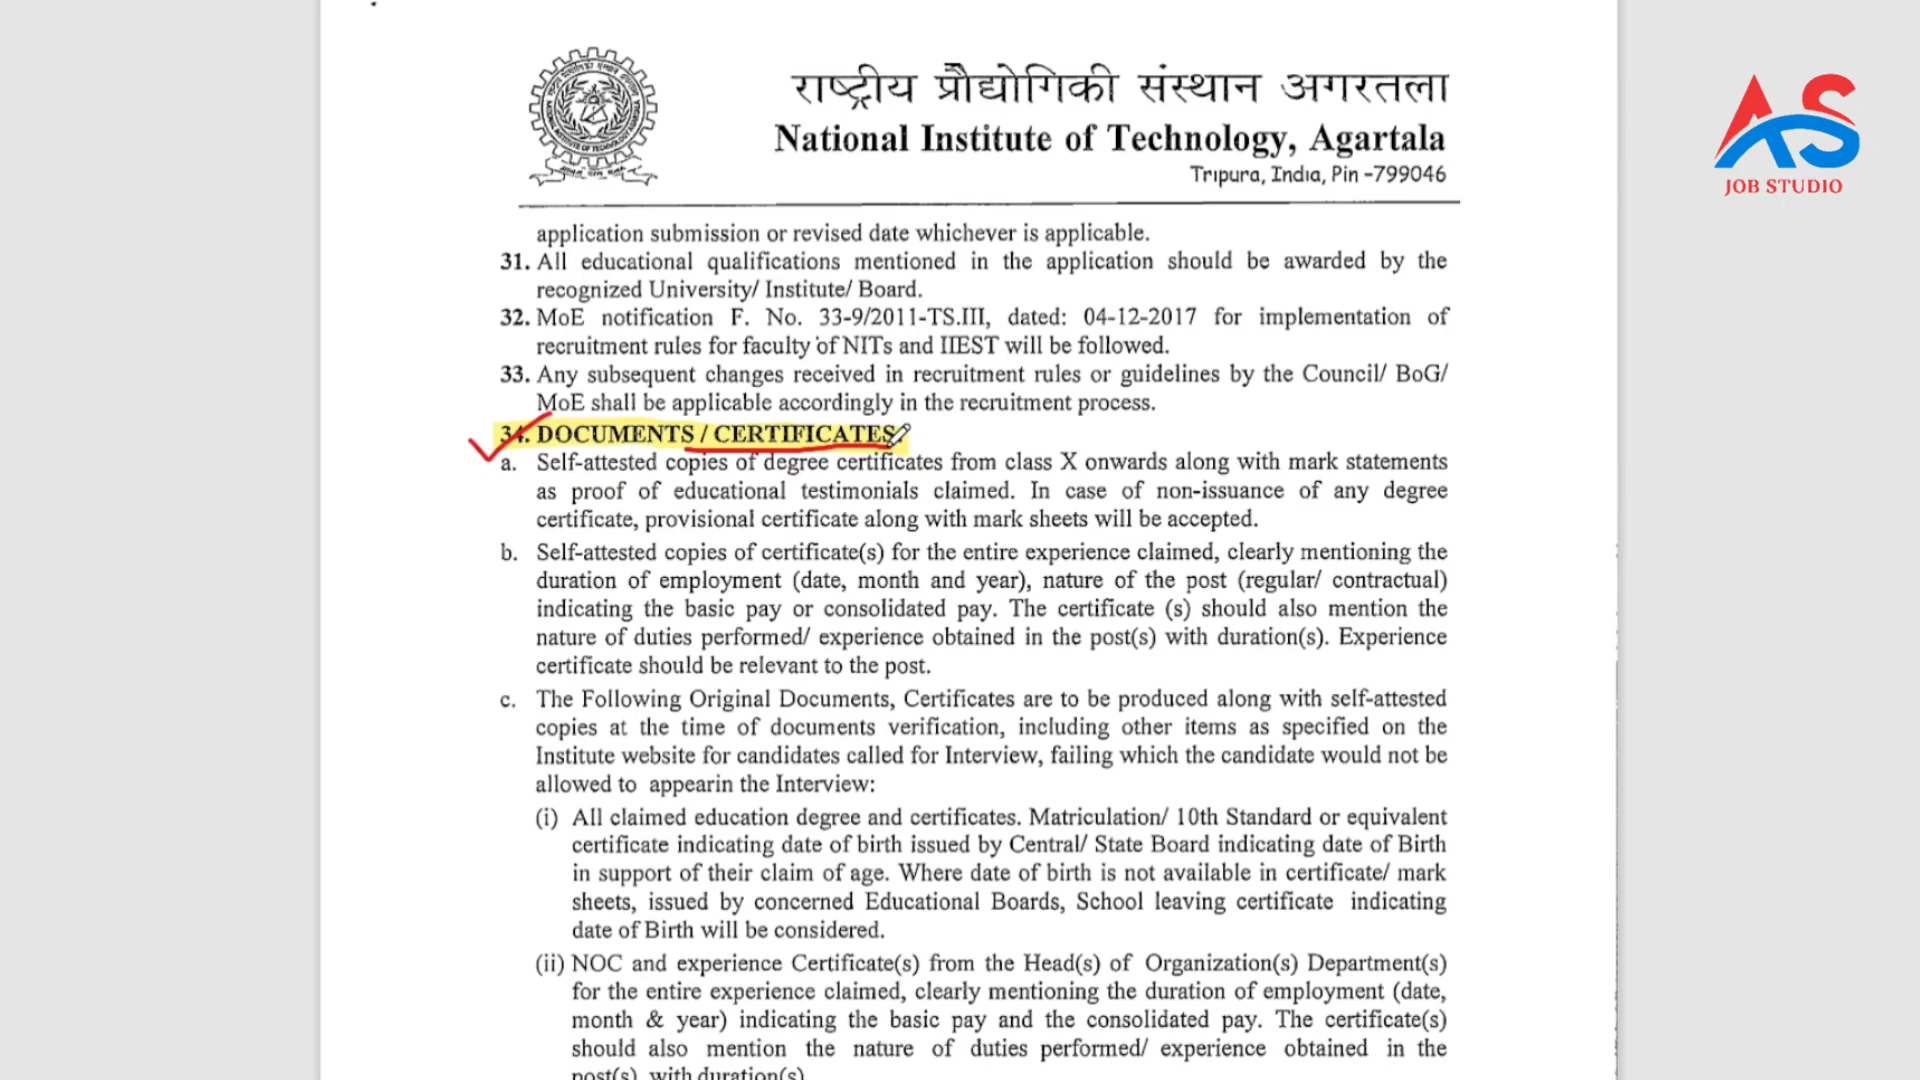 राष्ट्रीय प्रौद्योगिकी संस्थान अगरतला
National Institute of Technology, Agartala
Tripura, India, Pin -799046
JOB STUDIO
application submission or revised date whichever is applicable.
31. All educational qualifications mentioned in the application should be awarded by the
recognized University/ Institute/ Board.
32. MoE notification F. No. 33-9/2011-TS.III, dated: 04-12-2017 for implementation of
recruitment rules for faculty of NITs and IIEST will be followed.
33. Any subsequent changes received in recruitment rules or guidelines by the Council/ BoG/
MoE shall be applicable accordingly in the recruitment process.
34. DOCUMENTS / CERTIFICATES
a. Self-attested copies of degree certificates from class X onwards along with mark statements
as proof of educational testimonials claimed. In case of non-issuance of any degree
certificate, provisional certificate along with mark sheets will be accepted.
b. Self-attested copies of certificate(s) for the entire experience claimed, clearly mentioning the
duration of employment (date, month and year), nature of the post (regular/ contractual)
indicating the basic pay or consolidated pay. The certificate (s) should also mention the
nature of duties performed/ experience obtained in the post(s) with duration(s). Experience
certificate should be relevant to the post.
c. The Following Original Documents, Certificates are to be produced along with self-attested
copies at the time of documents verification, including other items as specified on the
Institute website for candidates called for Interview, failing which the candidate would not be
allowed to appearin the Interview:
(i) All claimed education degree and certificates. Matriculation/ 10th Standard or equivalent
certificate indicating date of birth issued by Central/ State Board indicating date of Birth
in support of their claim of age. Where date of birth is not available in certificate/ mark
sheets, issued by concerned Educational Boards, School leaving certificate indicating
date of Birth will be considered.
(ii) NOC and experience Certificate(s) from the Head(s) of Organization(s) Department(s)
for the entire experience claimed, clearly mentioning the duration of employment (date,
month & year) indicating the basic pay and the consolidated pay. The certificate(s)
should also mention the nature of duties performed/ experience obtained in the
post(s) with duration(s)